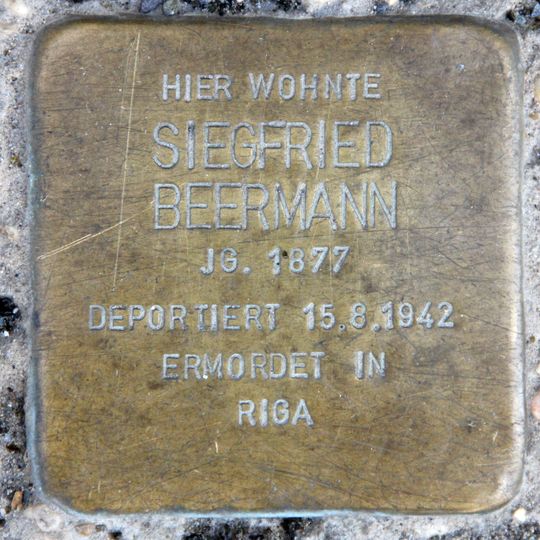 HIER WOHNTE
SIEGFRIED
BEERMANN
JG. 1877
DEPORTIERT 15.8.1942
ERMORDET IN
RIGA